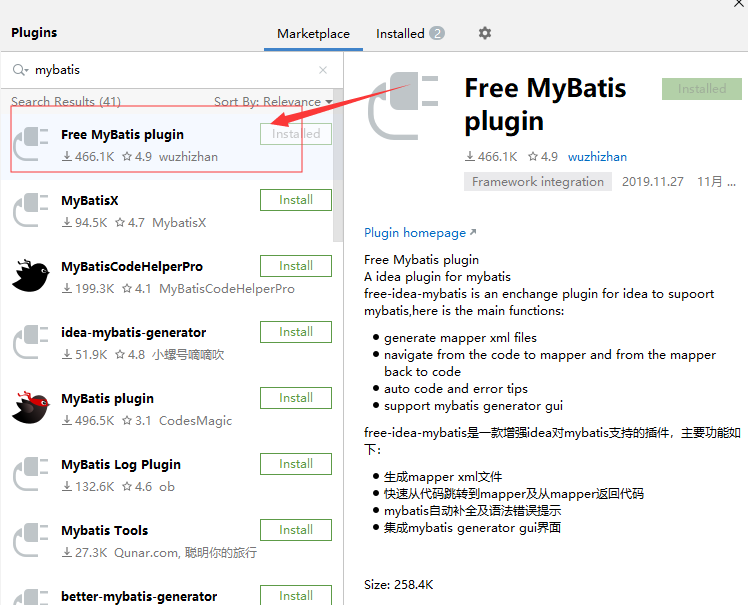 Plugins
Marketplace
Installed 2
mybatis
Search Results (41)
Sort By: Relevance
Free MyBatis plugin
Installed
466.1K 4.9 wuzhizhan
MyBatisX
Install
94.5K 4.7 MybatisX
MyBatisCodeHelperPro
Install
199.3K 4.1 MyBatisCodeHelperPro
idea-mybatis-generator
Install
51.9K 4.8 小螺号嘀嘀吹
MyBatis plugin
Install
496.5K 3.1 CodesMagic
MyBatis Log Plugin
Install
132.6K 4.6 ob
Mybatis Tools
Install
27.3K Qunar.com, 聪明你的旅行
better-mybatis-generator
Install
Free MyBatis
plugin
Installed
466.1K 4.9 wuzhizhan
Framework integration 2019.11.27 11月 ...
Plugin homepage
Free Mybatis plugin
A idea plugin for mybatis
free-idea-mybatis is an enchange plugin for idea to supoort
mybatis,here is the main functions:
generate mapper xml files
navigate from the code to mapper and from the mapper
back to code
auto code and error tips
support mybatis generator gui
free-idea-mybatis是一款增强idea对mybatis支持的插件，主要功能如
下：
生成mapper xml文件
快速从代码跳转到mapper及从mapper返回代码
mybatis自动补全及语法错误提示
集成mybatis generator gui界面
Size: 258.4K